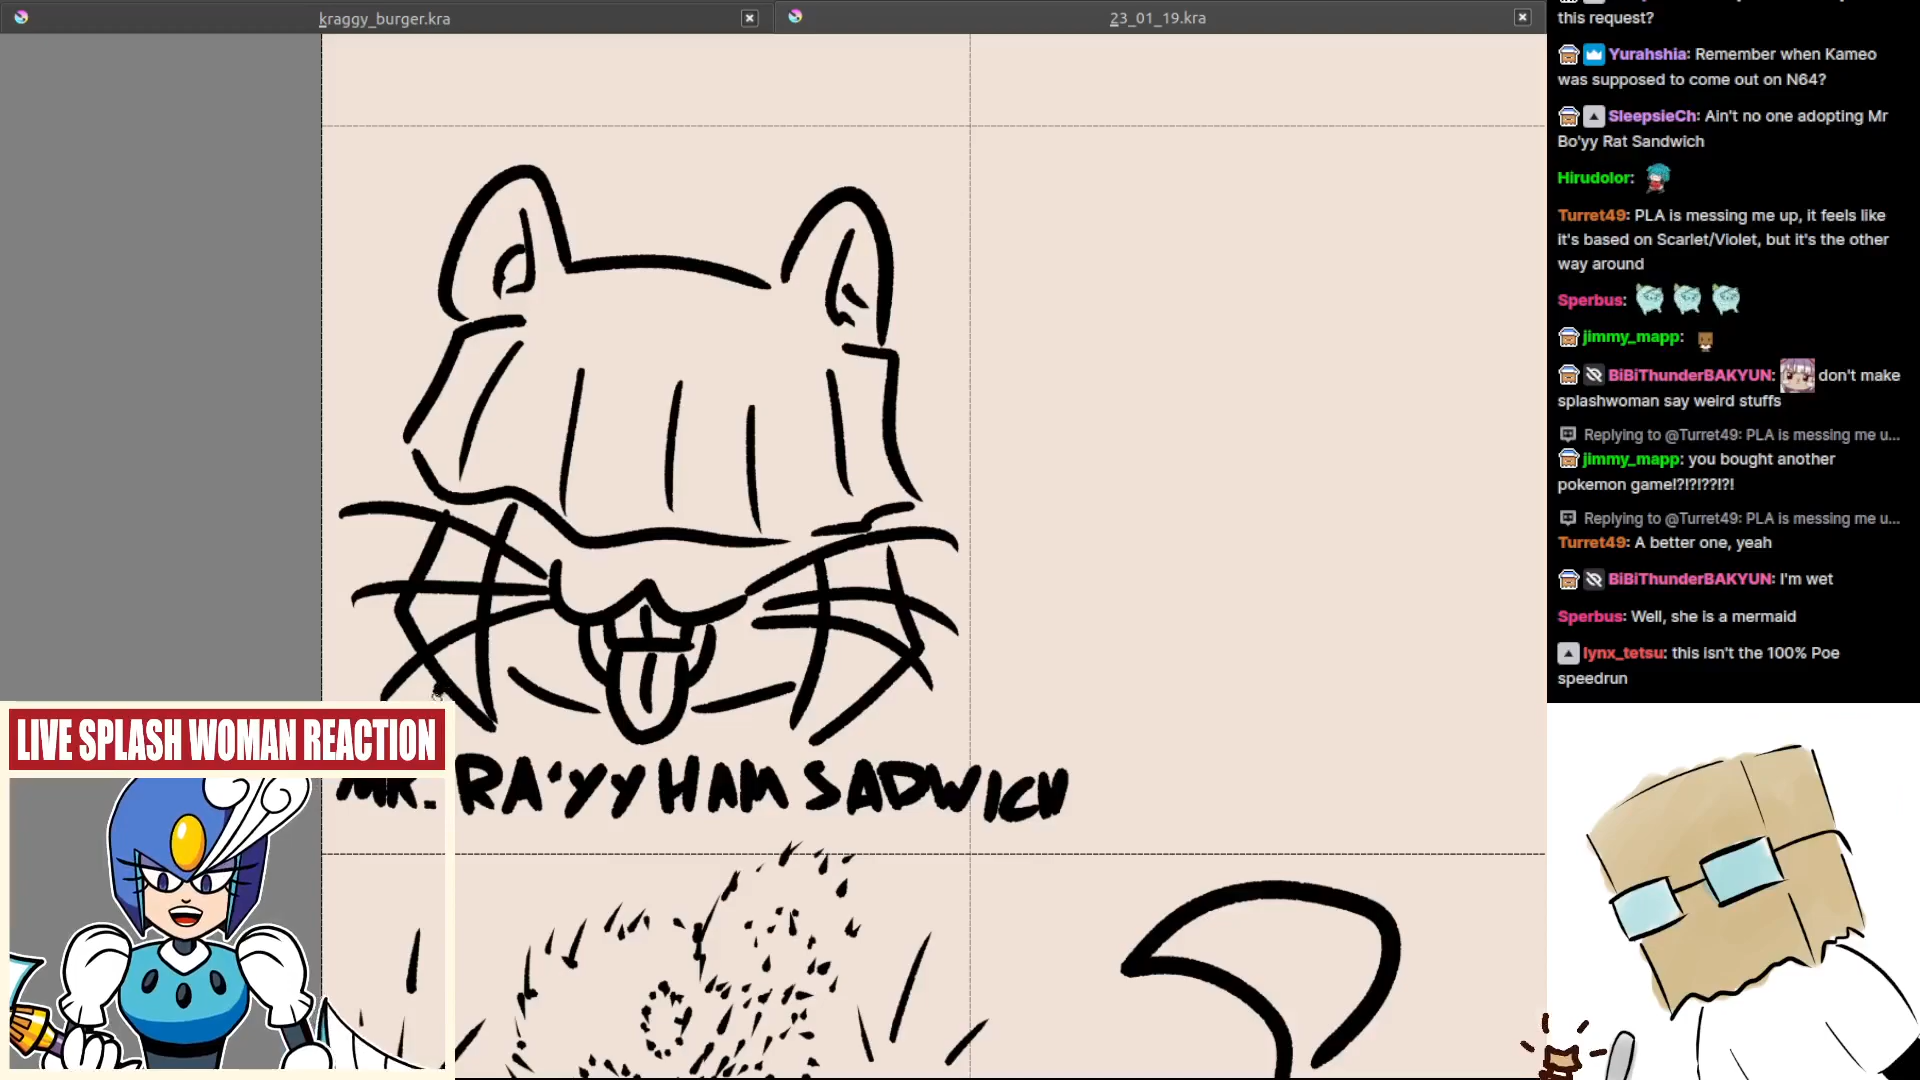 kraggy_burger.kra
23_01_19.kra
this request?
Yurahshia: Remember when Kameo
was supposed to come out on N64?
SleepsieCh: Ain't no one adopting Mr
Bo'yy Rat Sandwich
Hirudolor:
Turret49: PLA is messing me up, it feels like
it's based on Scarlet/Violet, but it's the other
way around
Sperbus:
jimmy_mapp:
BiBiThunderBAKYUN: don't make
splashwoman say weird stuffs
Replying to @Turret49: PLA is messing me u...
jimmy_mapp: you bought another
pokemon game!?!?!??!?!
Replying to @Turret49: PLA is messing me u...
Turret49: A better one, yeah
BiBiThunderBAKYUN: I'm wet
Sperbus: Well, she is a mermaid
lynx_tetsu: this isn't the 100% Poe
speedrun
LIVE SPLASH WOMAN REACTION
MR. RA'YY HAM SADWICH